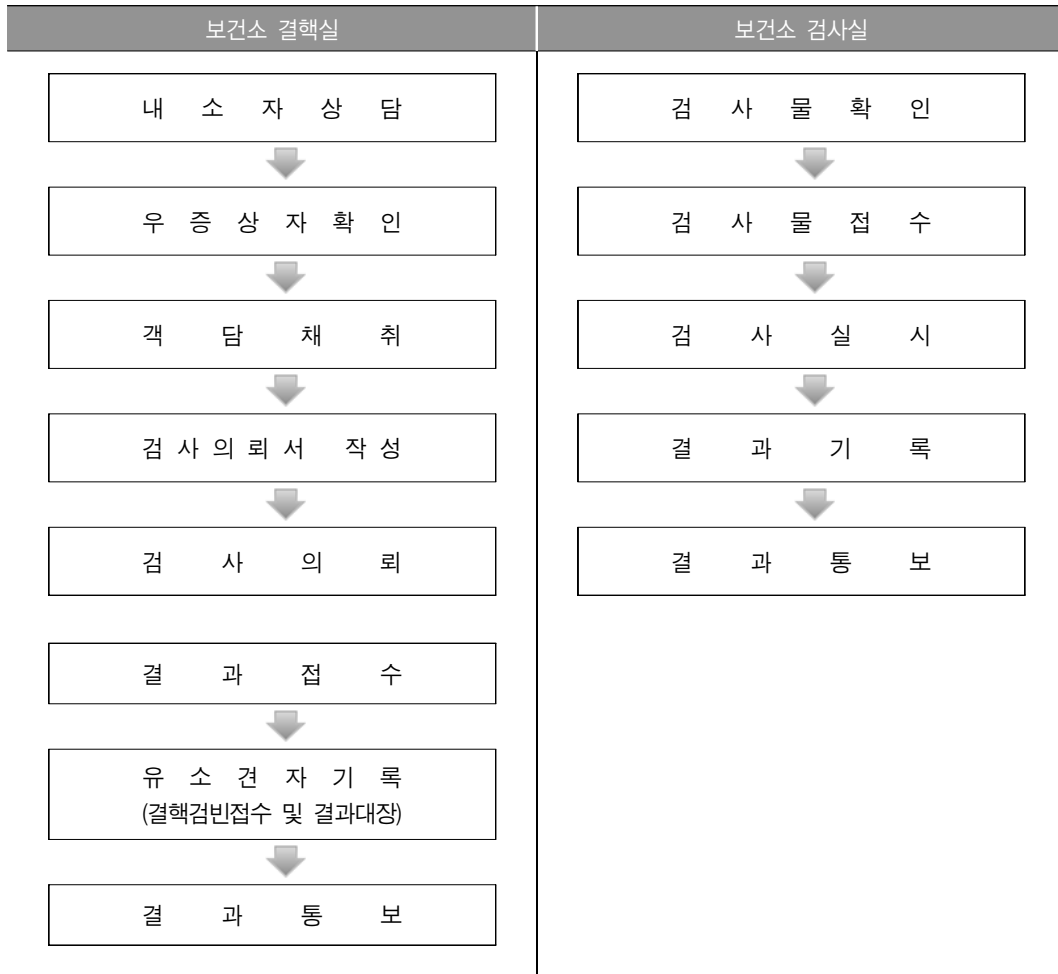 보건소 결핵실
내 소 자 상 담
우 증 상 자 확 인
객 담 채 취
검 사 의 뢰 서 작 성
검 사 의 뢰
결 과 접 수
유 소 견 자 기 록
(결핵검빈접수 및 결과대장)
결 과 통 보
보건소 검사실
검 사 물 확 인
검 사 물 접 수
검 사 실 시
결 과 기 록
결 과 통 보